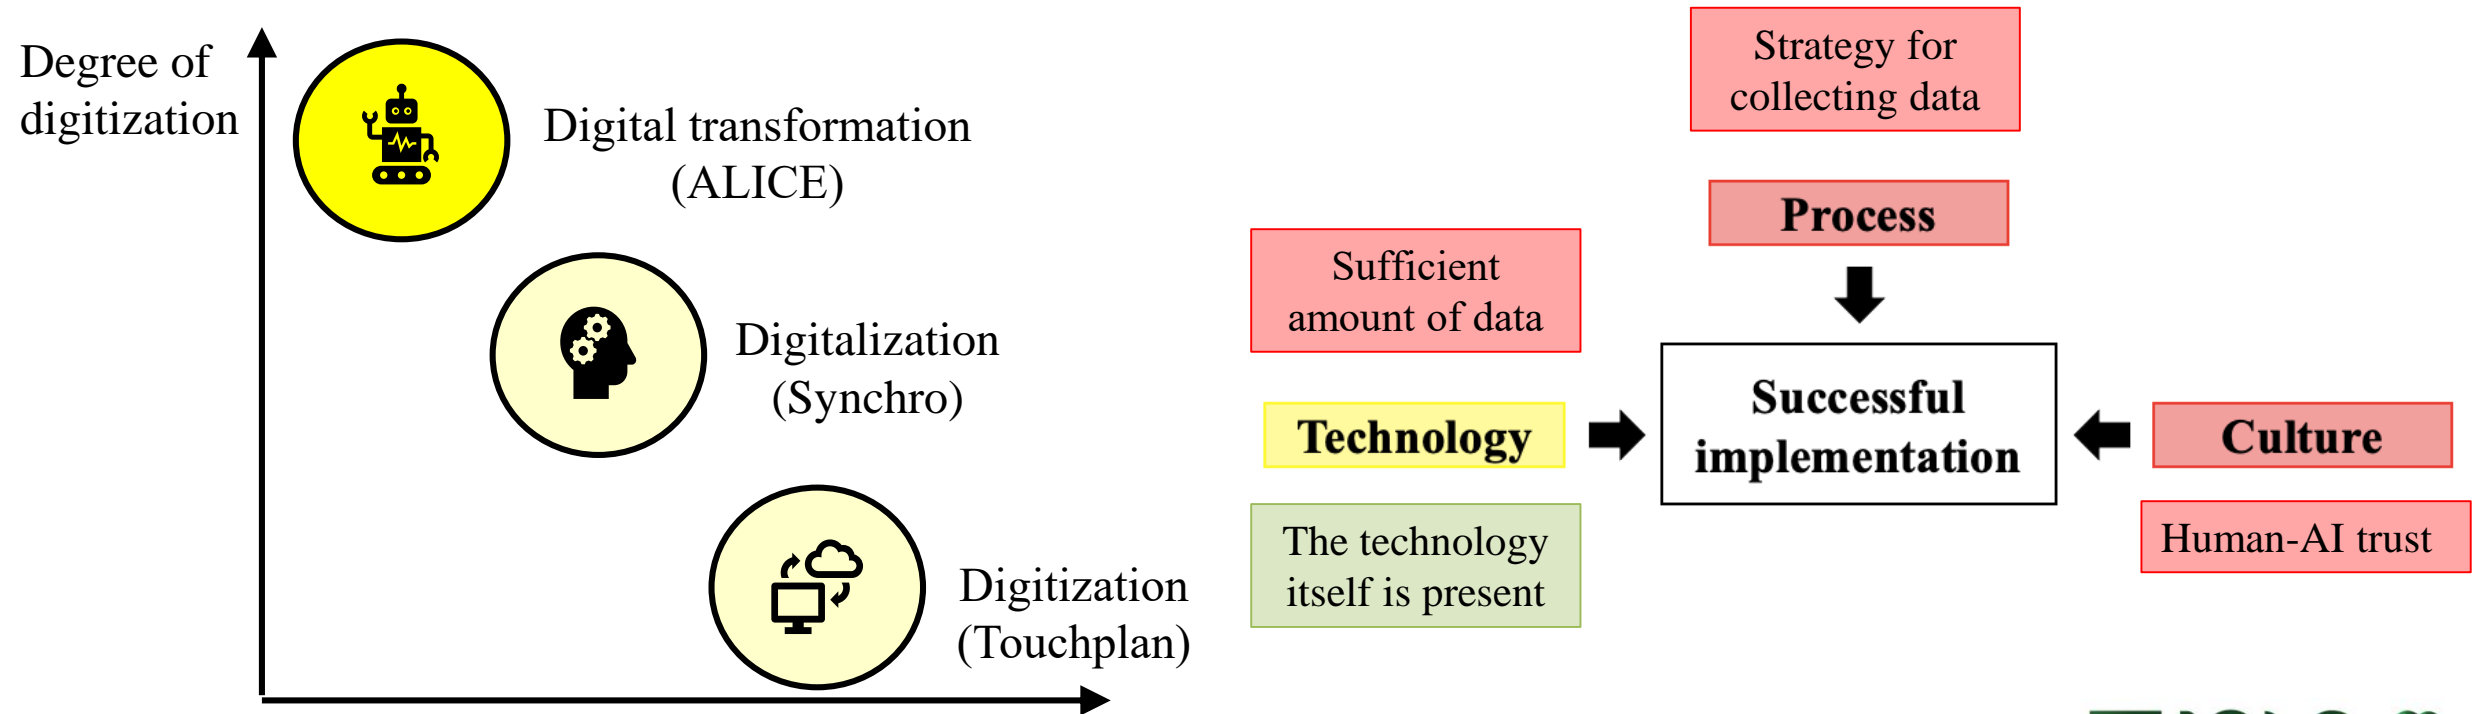 Degree of
digitization
Digital transformation
(ALICE)
Digitalization
(Synchro)
Digitization
(Touchplan)
Strategy for
collecting data
Process
Sufficient
amount of data
Technology
The technology
itself is present
Successful
implementation
Culture
Human-AI trust